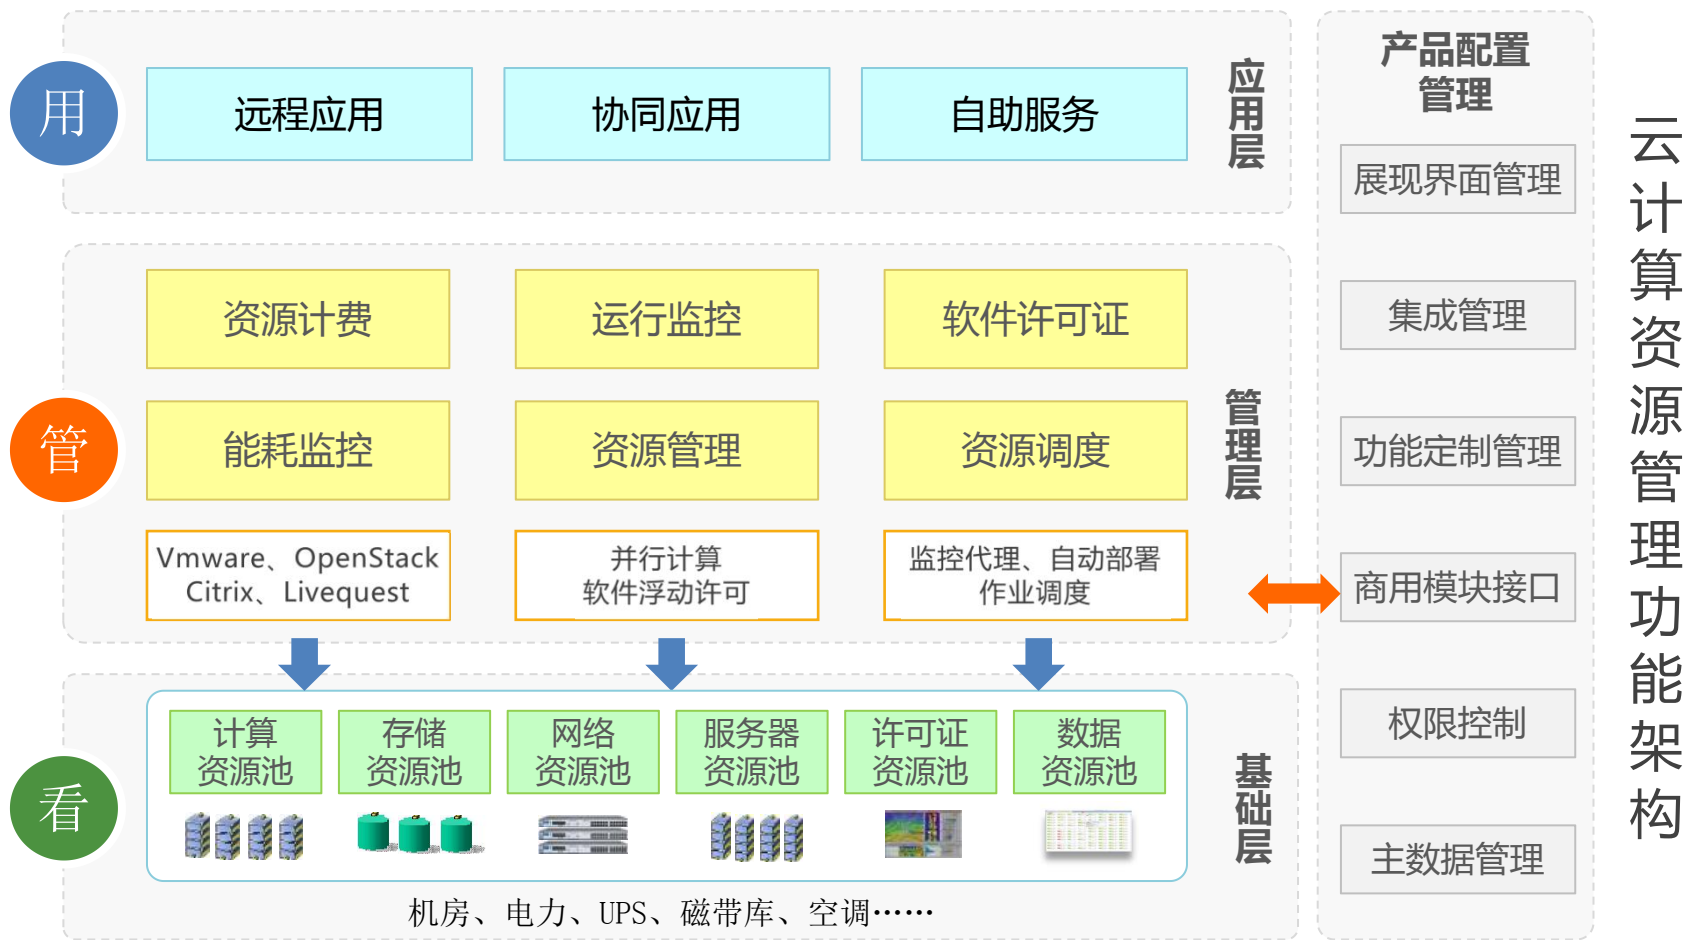 用
远程应用
协同应用
自助服务
应用层
管
资源计费
运行监控
软件许可证
能耗监控
资源管理
资源调度
Vmware、OpenStack
Citrix、Livequest
并行计算
软件浮动许可
监控代理、自动部署
作业调度
管理层
看
计算
资源池
存储
资源池
网络
资源池
服务器
资源池
许可证
资源池
数据
资源池
基础层
机房、电力、UPS、磁带库、空调……
产品配置
管理
展现界面管理
集成管理
功能定制管理
商用模块接口
权限控制
主数据管理
云计算资源管理功能架构